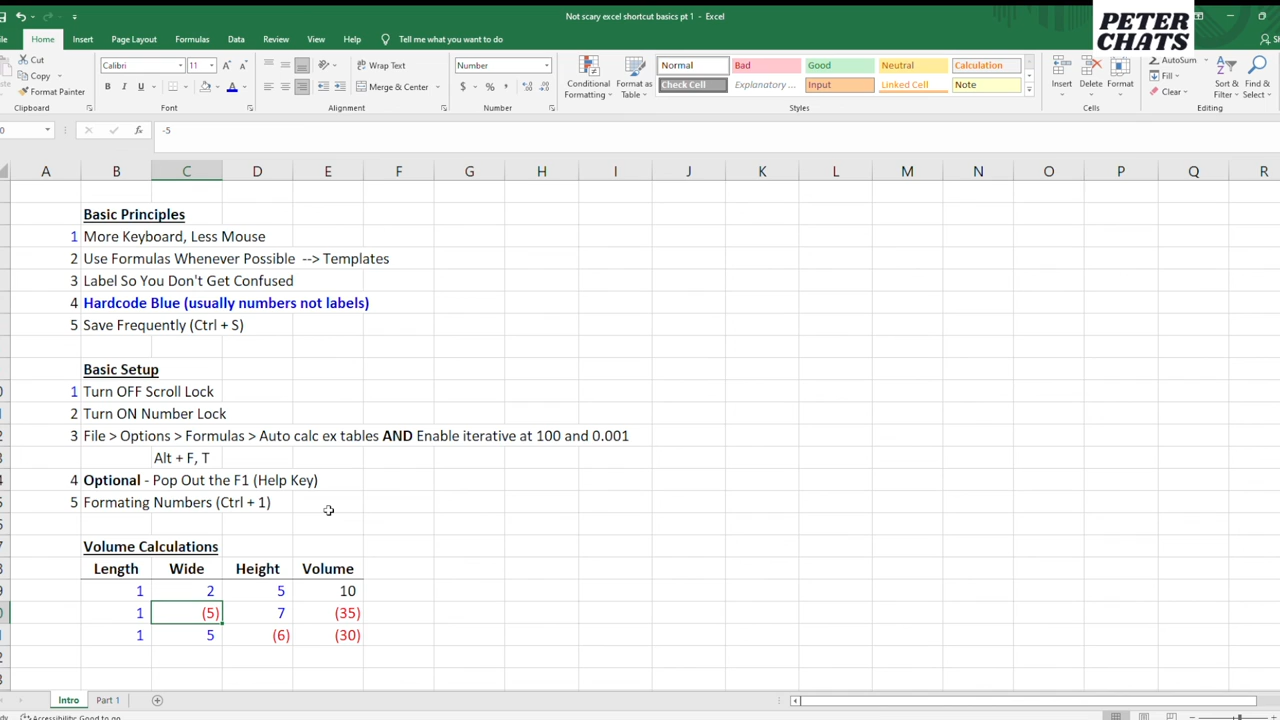 Not scary excel shortcut basics pt 1 - Excel
PETER CHATS
Home Insert Page Layout Formulas Data Review View Help Tell me what you want to do
Cut
Copy
Format Painter
Clipboard
Calibri 11
B I U
Font
Wrap Text
Merge & Center
Alignment
Number
$ % ,
Number
Conditional Formatting
Format as Table
Normal Bad Good Neutral Calculation
Check Cell Explanatory ... Input Linked Cell Note
Styles
Insert Delete Format
Cells
AutoSum
Fill
Clear
Sort & Filter
Find & Select
Editing
fx -5
A B C D E F G H I J K L M N O P Q R
Basic Principles
1 More Keyboard, Less Mouse
2 Use Formulas Whenever Possible --> Templates
3 Label So You Don't Get Confused
4 Hardcode Blue (usually numbers not labels)
5 Save Frequently (Ctrl + S)
Basic Setup
1 Turn OFF Scroll Lock
2 Turn ON Number Lock
3 File > Options > Formulas > Auto calc ex tables AND Enable iterative at 100 and 0.001
Alt + F, T
4 Optional - Pop Out the F1 (Help Key)
5 Formating Numbers (Ctrl + 1)
Volume Calculations
Length Wide Height Volume
1 2 5 10
1 (5) 7 (35)
1 5 (6) (30)
Intro Part 1
Accessibility: Good to go